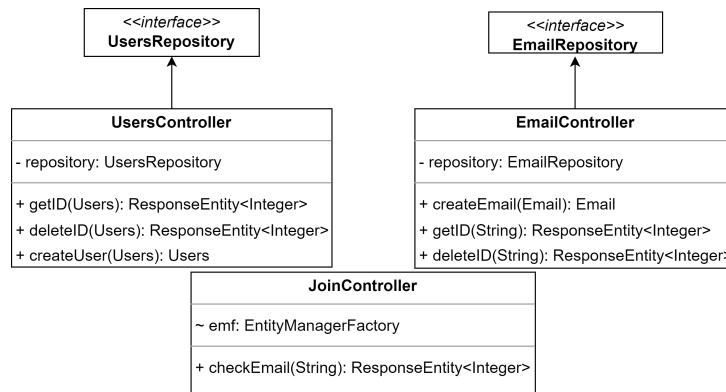 <<interface>>
UsersRepository
<<interface>>
EmailRepository
UsersController
- repository: UsersRepository
+ getID(Users): ResponseEntity<Integer>
+ deleteID(Users): ResponseEntity<Integer>
+ createUser(Users): Users
EmailController
- repository: EmailRepository
+ createEmail(Email): Email
+ getID(String): ResponseEntity<Integer>
+ deleteID(String): ResponseEntity<Integer>
JoinController
~ emf: EntityManagerFactory
+ checkEmail(String): ResponseEntity<Integer>